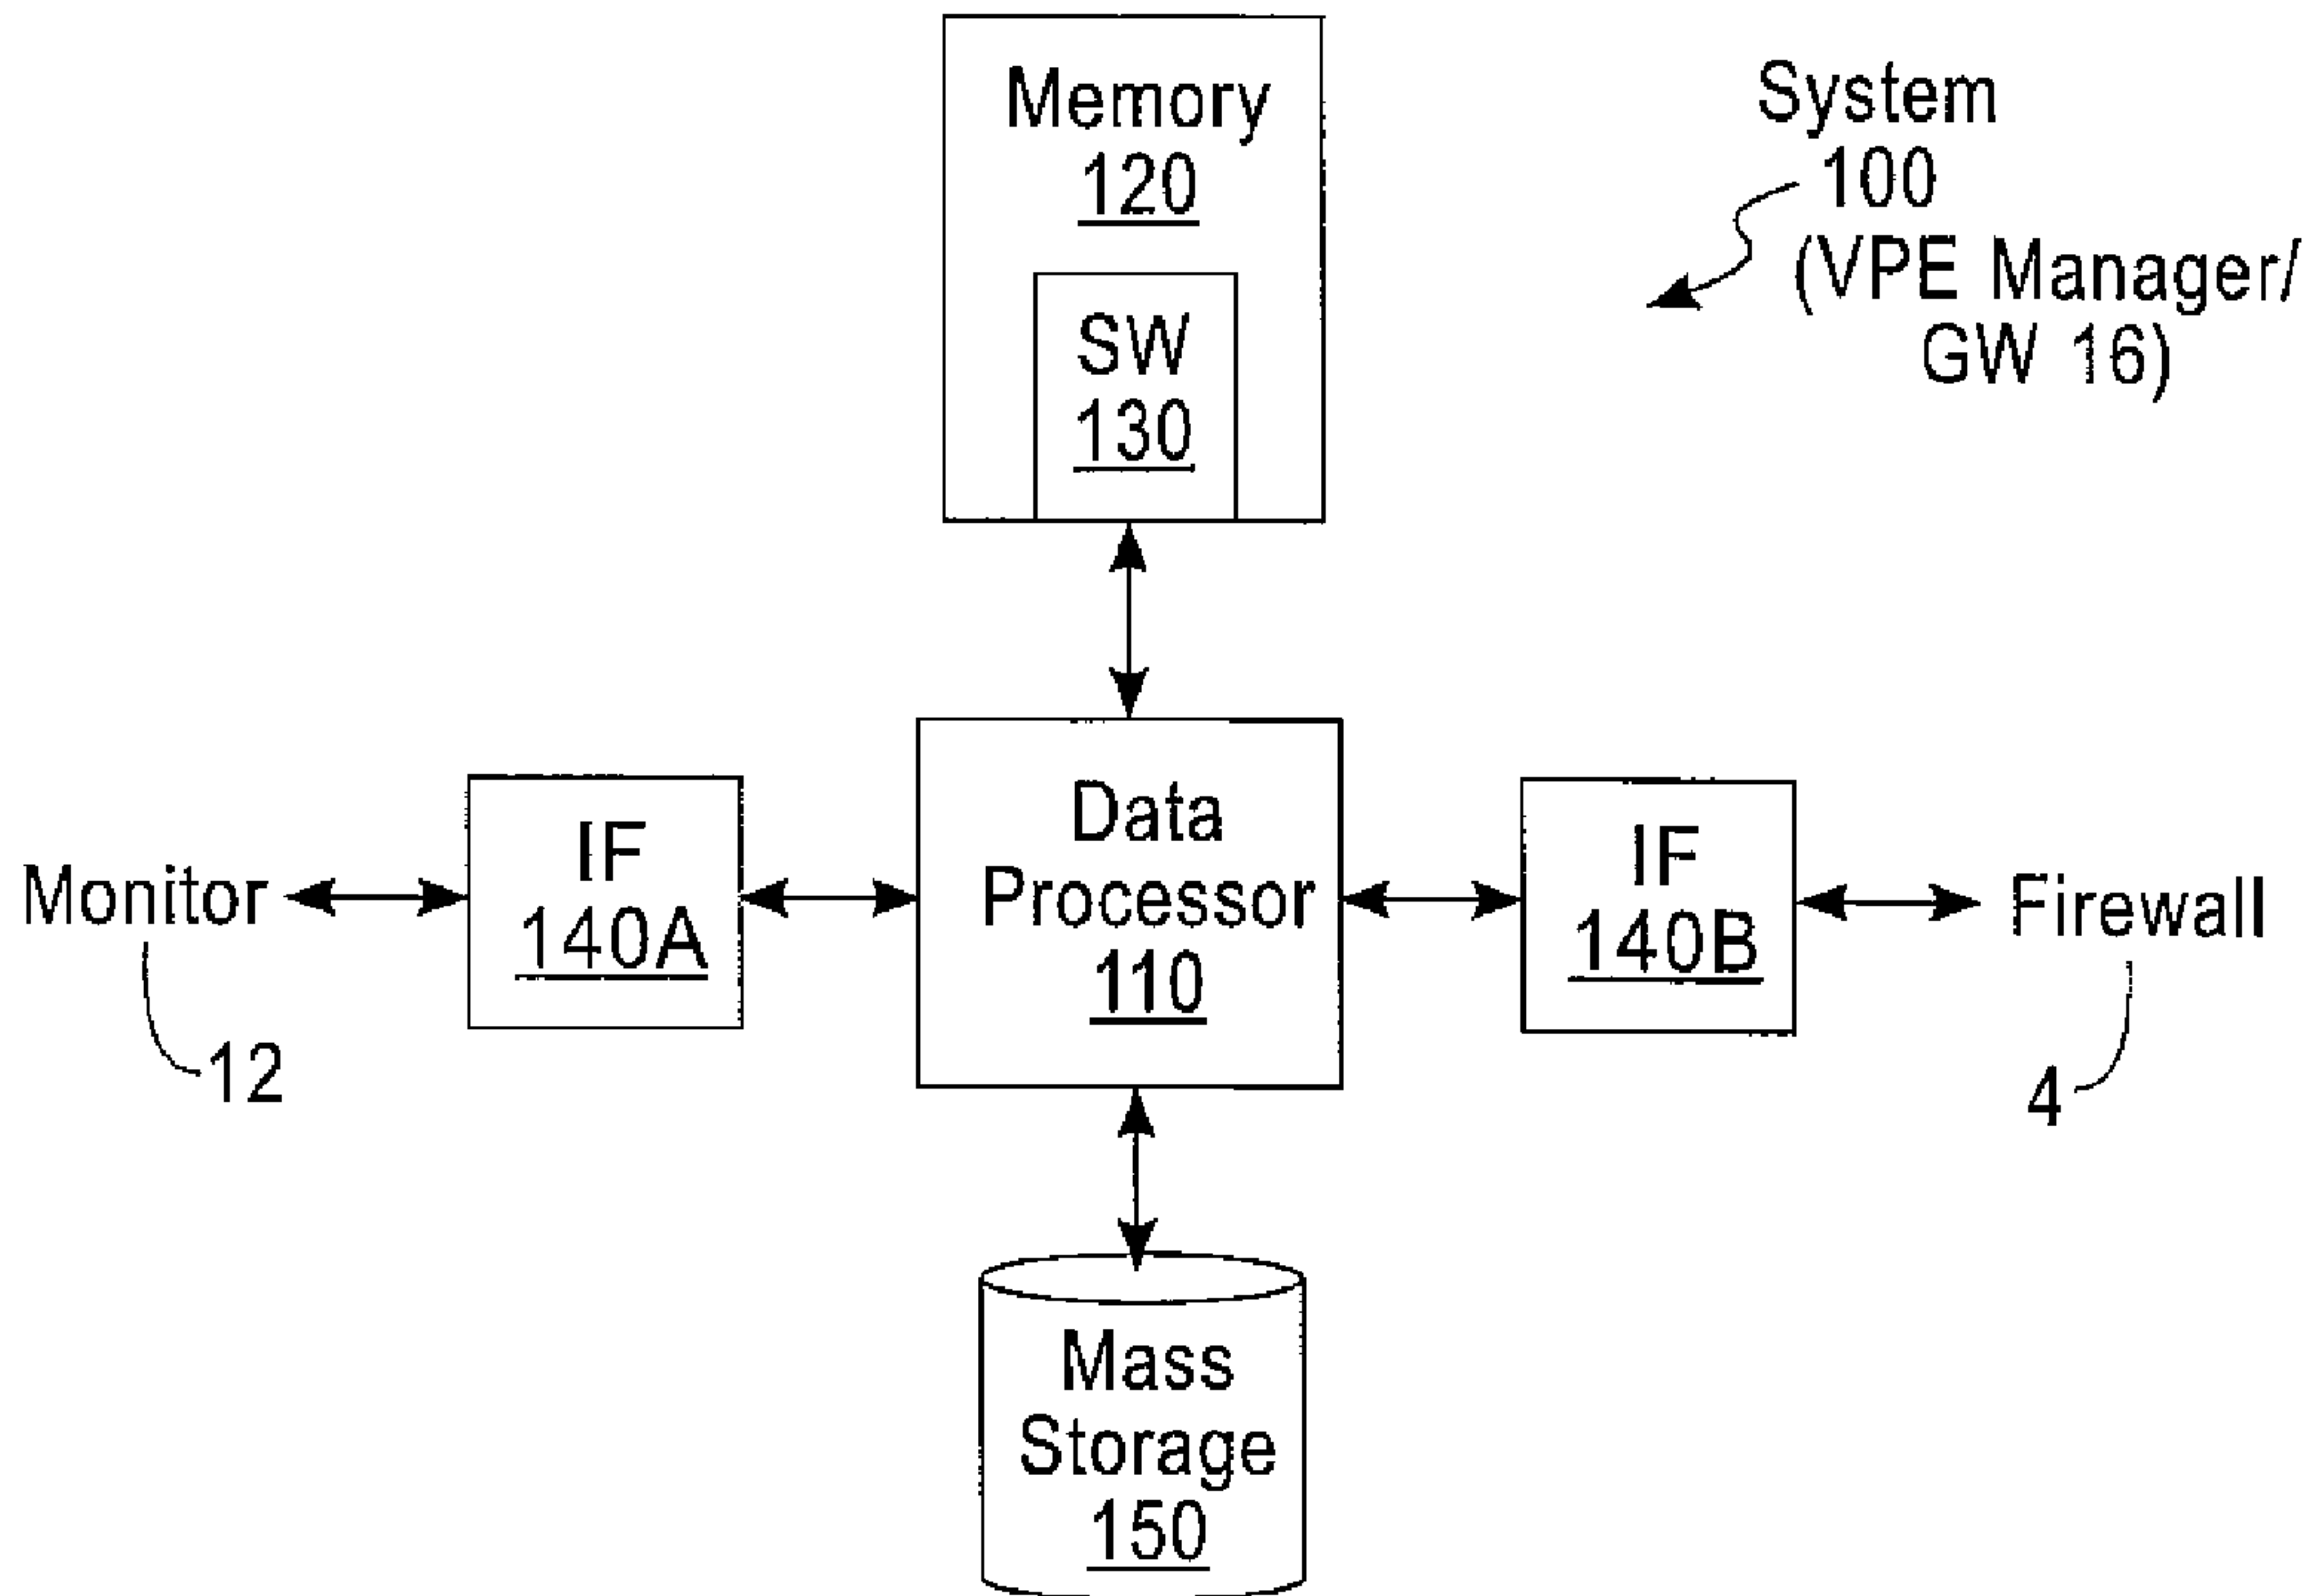 Memory
120
SW
130
System
100
(VPE Manager/
GW 16)
Monitor
12
IF
140A
Data
Processor
110
IF
140B
Firewall
4
Mass
Storage
150